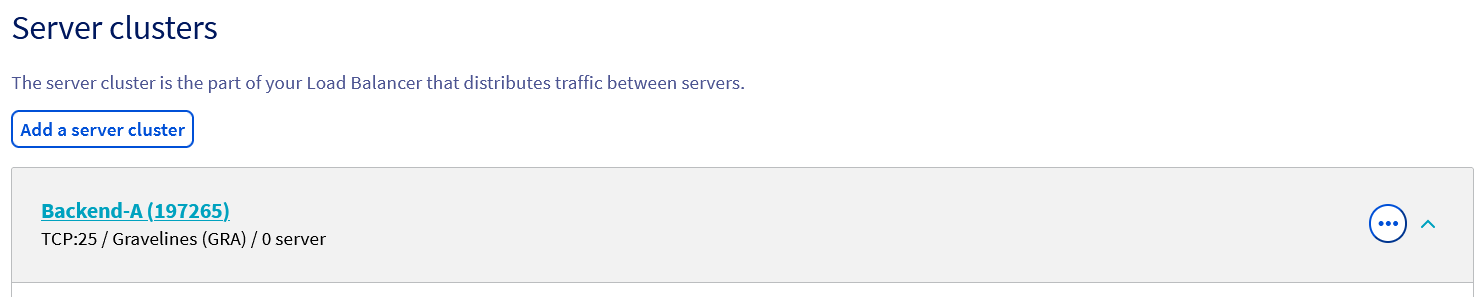 Server clusters
The server cluster is the part of your Load Balancer that distributes traffic between servers.
Add a server cluster
Backend-A (197265)
TCP:25 / Gravelines (GRA) / 0 server